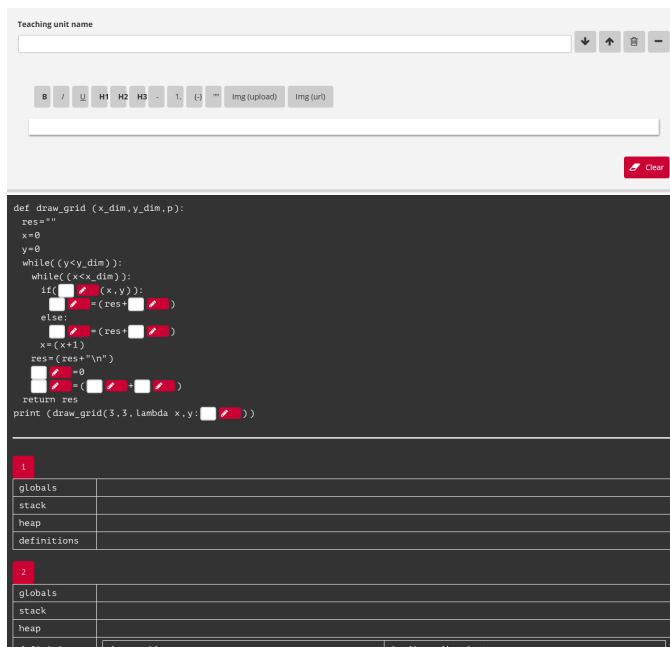 Teaching unit name
B I U H1 H2 H3 - 1. {-} "" Img (upload) Img (url)
Clear
def draw_grid (x_dim,y_dim,p):
res=""
x=0
y=0
while((y<y_dim)):
while((x<x_dim)):
if( (x,y)):
=(res+ )
else:
=(res+ )
x=(x+1)
res=(res+"\n")
=0
=( + )
return res
print (draw_grid(3,3,lambda x,y: ))
1
globals
stack
heap
definitions
2
globals
stack
heap